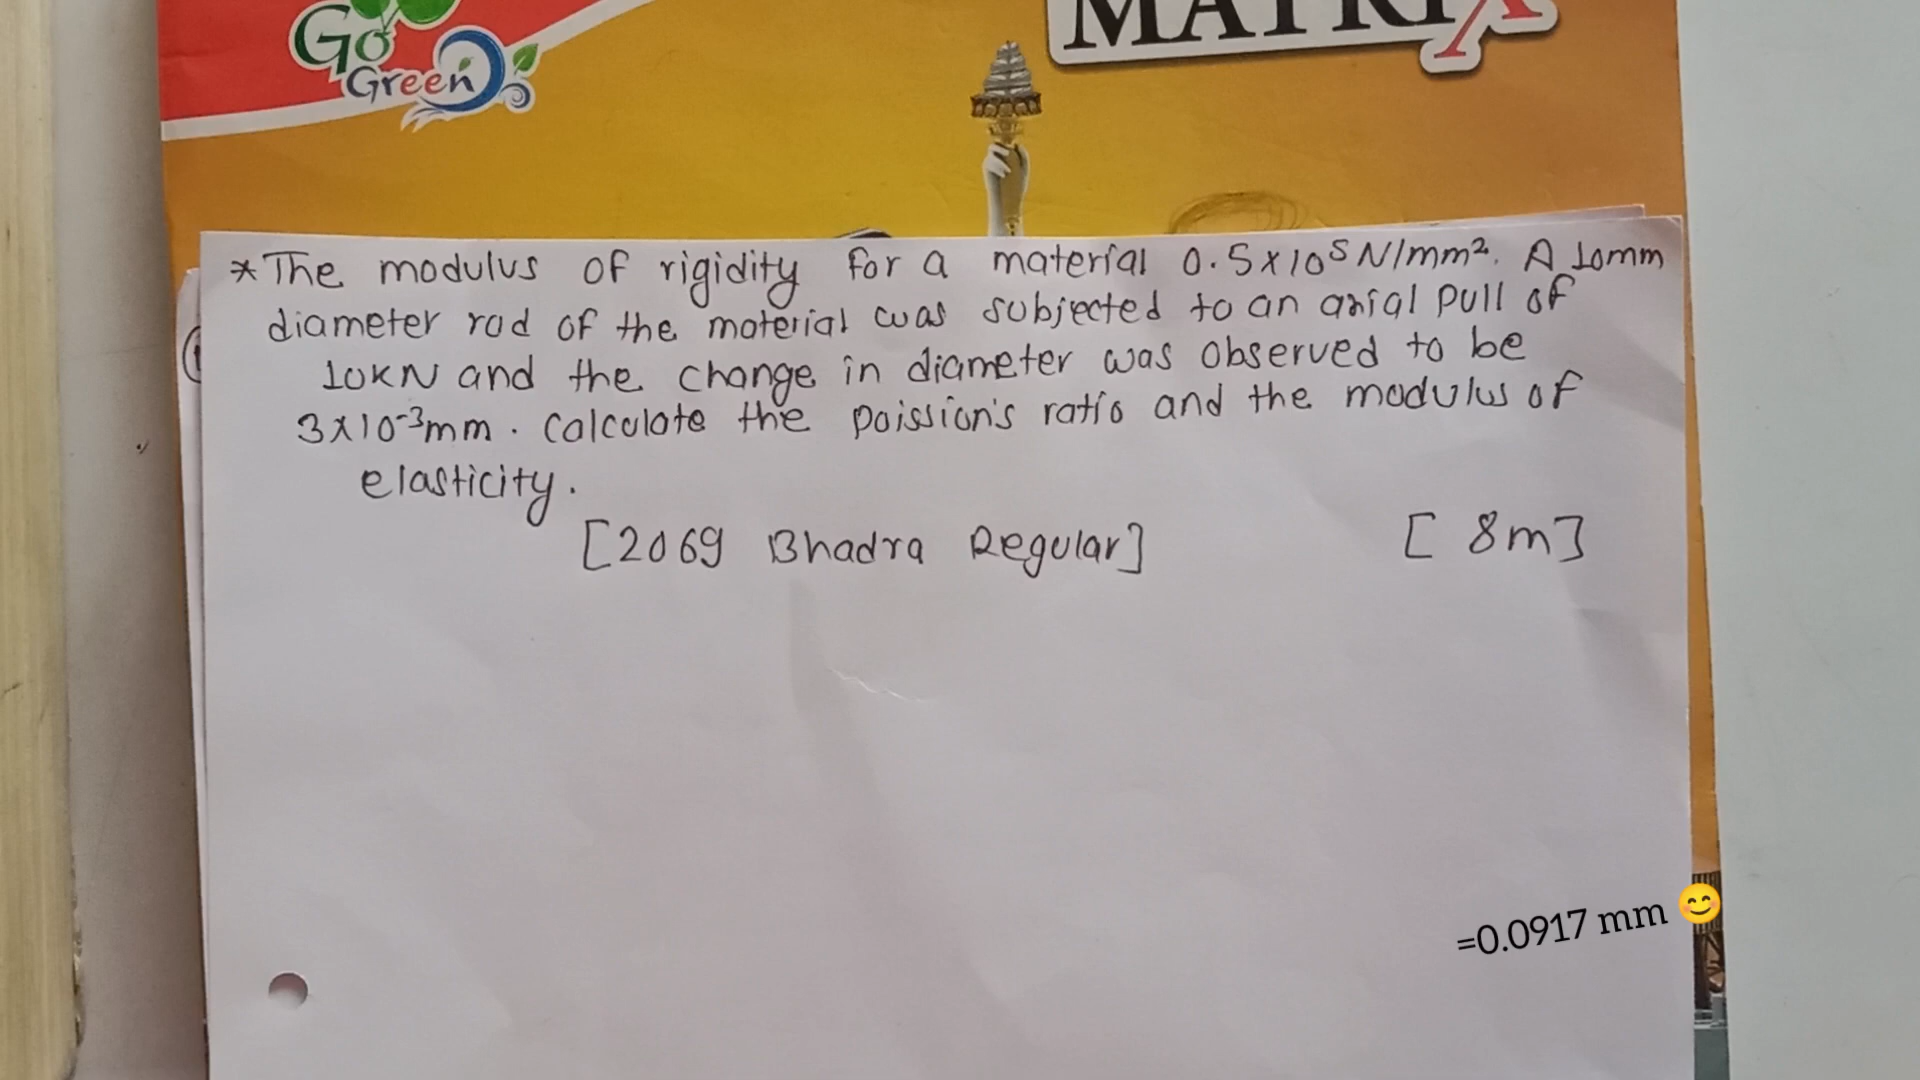 Go
Green
MATRIX
* The modulus of rigidity for a material 0.5x10⁵ N/mm². A 10mm
diameter rod of the material was subjected to an axial pull of
10KN and the change in diameter was observed to be
3x10⁻³mm. calculate the poission's ratio and the modulus of
elasticity.
[2069 Bhadra Regular] [8m]
=0.0917 mm 😊